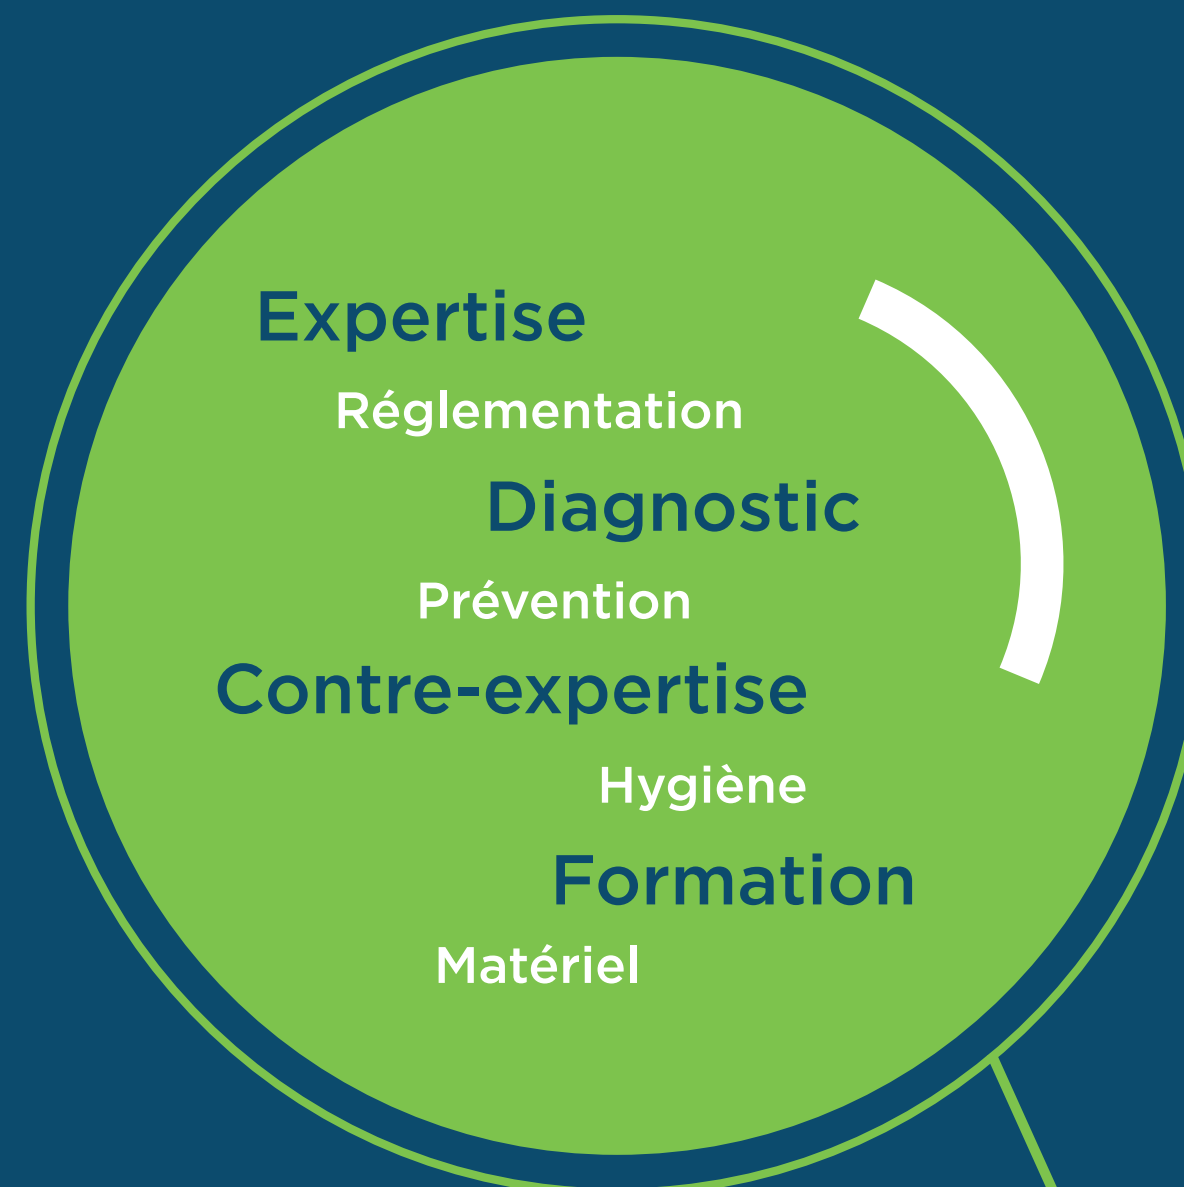 Expertise
Réglementation
Diagnostic
Prévention
Contre-expertise
Hygiène
Formation
Matériel